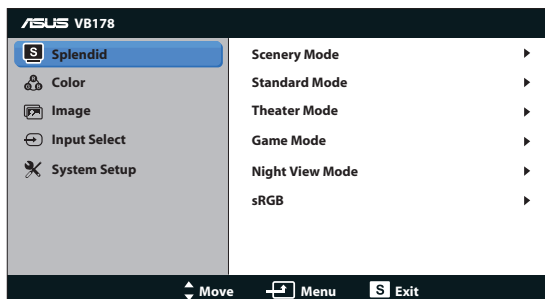 ASUS VB178
S Splendid
Color
Image
Input Select
System Setup
Scenery Mode
Standard Mode
Theater Mode
Game Mode
Night View Mode
sRGB
Move Menu S Exit